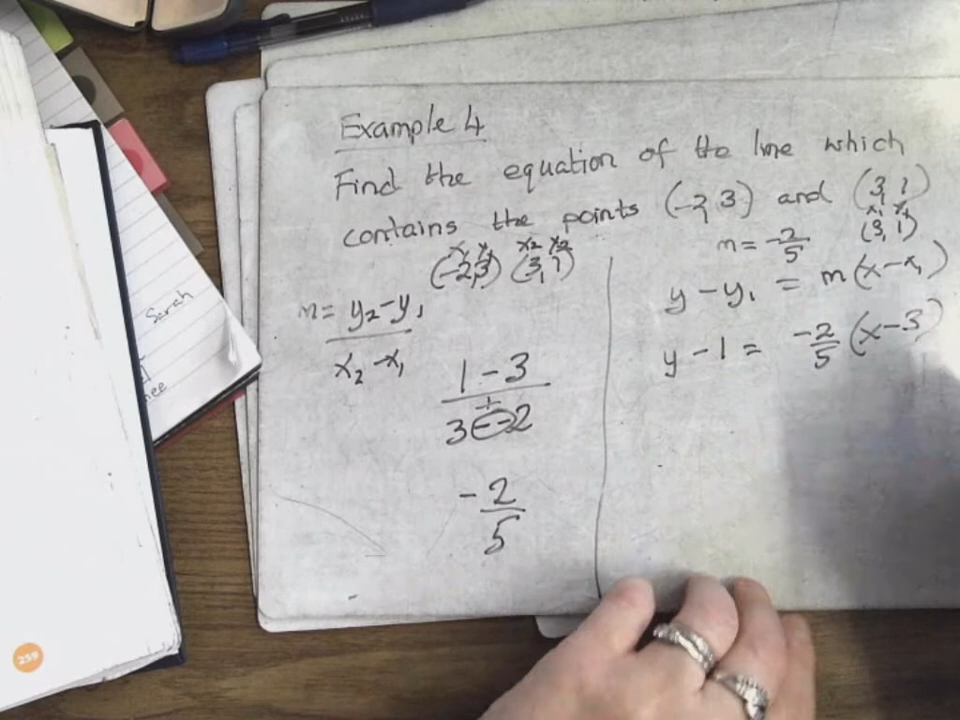 Example 4
Find the equation of the line which
contains the points (-2, 3) and (3, 1)
x₁ y₁ x₂ y₂
(-2, 3) (3, 1)
m = y₂-y₁
x₂-x₁
1-3
3--2
+
-2
5
m = -2/5
x₁ y₁
(3, 1)
y-y₁ = m(x-x₁)
y-1 = -2/5(x-3)
Sarah
259